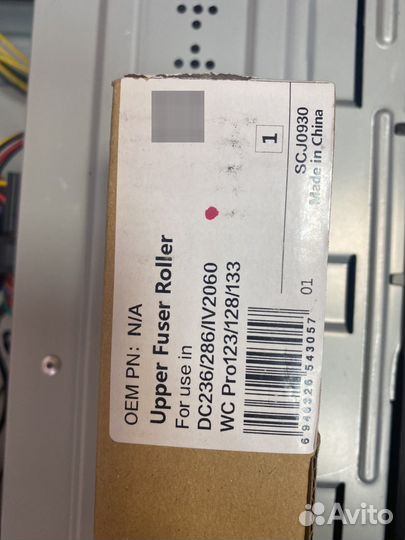 OEM PN: N/A
Upper Fuser Roller
For use in
DC236/286/IV2060
WC Pro123/128/133
1
SCJ0930
Made in China
01
6 946326 543057
Avito